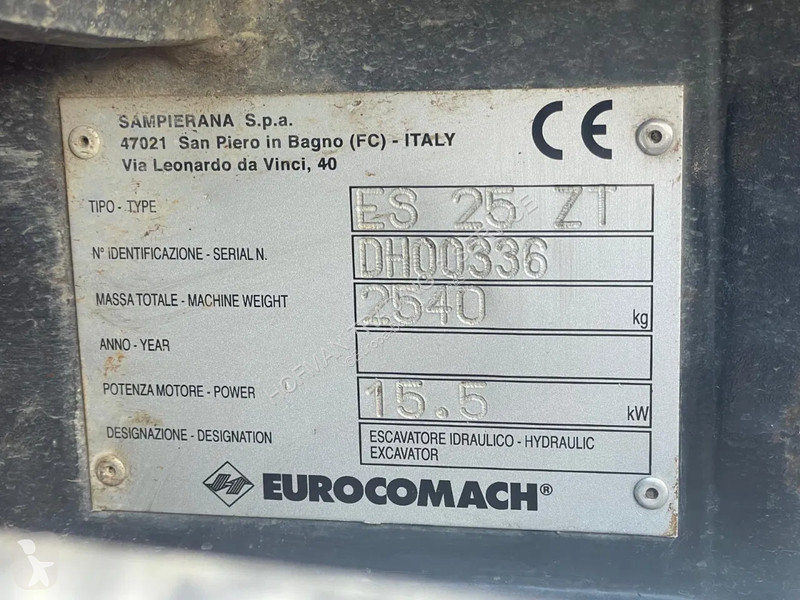 SAMPIERANA S.p.a.
47021 San Piero in Bagno (FC) - ITALY
Via Leonardo da Vinci, 40
CE
TIPO - TYPE ES 25 ZT
N° IDENTIFICAZIONE - SERIAL N. DH00336
MASSA TOTALE - MACHINE WEIGHT 2540 kg
ANNO - YEAR
POTENZA MOTORE - POWER 15.5 kW
DESIGNAZIONE - DESIGNATION ESCAVATORE IDRAULICO - HYDRAULIC
EXCAVATOR
EUROCOMACH®